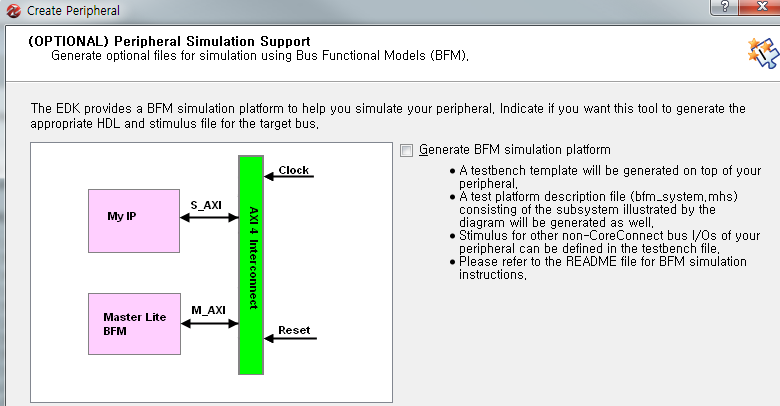 Create Peripheral
?
(OPTIONAL) Peripheral Simulation Support
Generate optional files for simulation using Bus Functional Models (BFM).
The EDK provides a BFM simulation platform to help you simulate your peripheral. Indicate if you want this tool to generate the
appropriate HDL and stimulus file for the target bus.
My IP
S_AXI
Master Lite
BFM
M_AXI
AXI 4 Interconnect
Clock
Reset
Generate BFM simulation platform
• A testbench template will be generated on top of your
peripheral.
• A test platform description file (bfm_system.mhs)
consisting of the subsystem illustrated by the
diagram will be generated as well.
• Stimulus for other non-CoreConnect bus I/Os of your
peripheral can be defined in the testbench file.
• Please refer to the README file for BFM simulation
instructions.